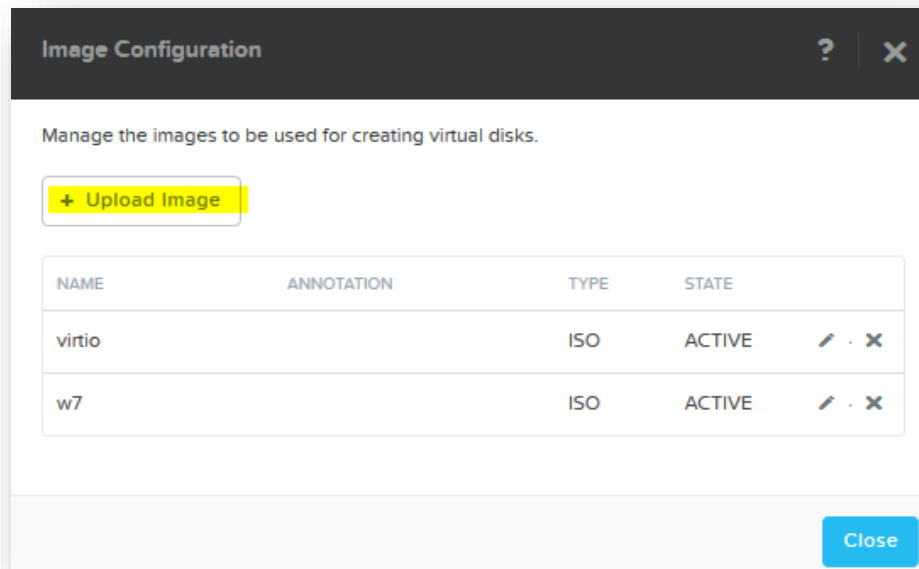 Image Configuration ? ×
Manage the images to be used for creating virtual disks.
+ Upload Image
NAME ANNOTATION TYPE STATE
virtio ISO ACTIVE
w7 ISO ACTIVE
Close